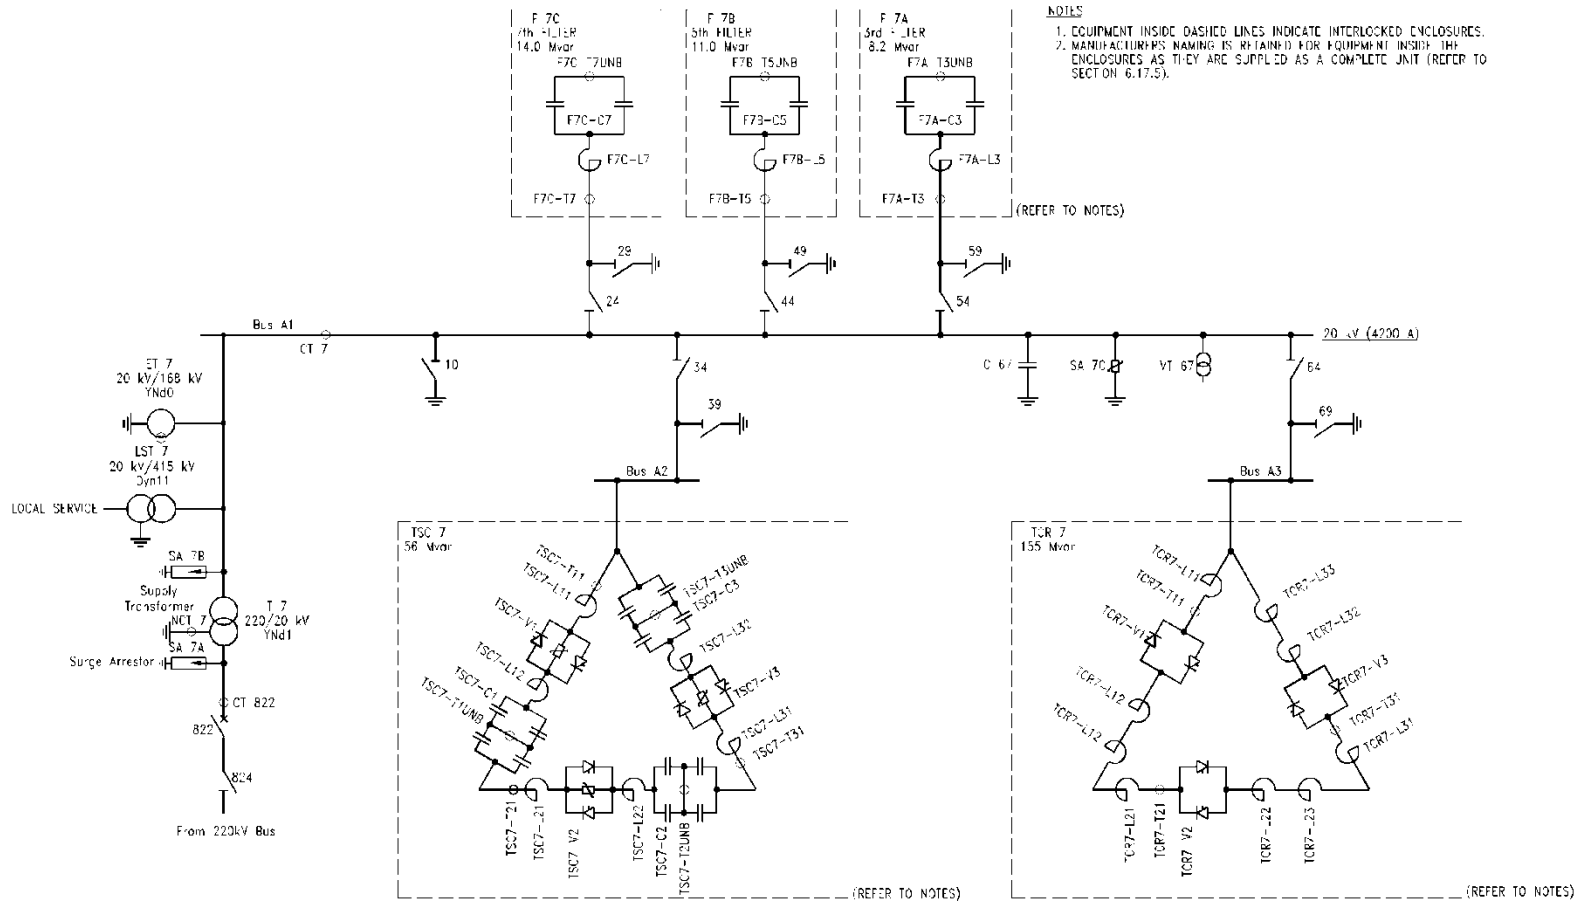 F 7C
7th FILTER
14.0 Mvar
F7C T7UNB
F7C-C7
F7C-L7
F7C-T7
F 7B
5th FILTER
11.0 Mvar
F7B T5UNB
F7B-C5
F7B-L5
F7B-T5
F 7A
3rd FILTER
8.2 Mvar
F7A T3UNB
F7A-C3
F7A-L3
F7A-T3
(REFER TO NOTES)
NOTES
1. EQUIPMENT INSIDE DASHED LINES INDICATE INTERLOCKED ENCLOSURES.
2. MANUFACTURERS NAMING IS RETAINED FOR EQUIPMENT INSIDE THE
ENCLOSURES AS THEY ARE SUPPLIED AS A COMPLETE UNIT (REFER TO
SECTION 6.17.5).
29
49
59
24
44
54
Bus A1
CT 7
20 kV (4200 A)
10
34
C 67
SA 7C
VT 67
64
39
69
ET 7
20 kV/168 kV
YNd0
LST 7
20 kV/415 kV
Dyn11
LOCAL SERVICE
SA 7B
Supply
Transformer
NCT 7
T 7
220/20 kV
YNd1
SA 7A
Surge Arrestor
CT 822
822
824
From 220kV Bus
Bus A2
Bus A3
TSC 7
56 Mvar
TSC7-T11
TSC7-L11
TSC7-V1
TSC7-L12
TSC7-C1
TSC7-T1UNB
TSC7-T3UNB
TSC7-C3
TSC7-L32
TSC7-V3
TSC7-L31
TSC7-T31
TSC7-T21
TSC7-L21
TSC7 V2
TSC7-L22
TSC7-C2
TSC7-T2UNB
(REFER TO NOTES)
TCR 7
155 Mvar
TCR7-L11
TCR7-T11
TCR7-V1
TCR7-L12
TCR7-L12
TCR7-L33
TCR7-L32
TCR7-V3
TCR7-T31
TCR7-L31
TCR7-L21
TCR7-T21
TCR7 V2
TCR7-L22
TCR7-L23
(REFER TO NOTES)